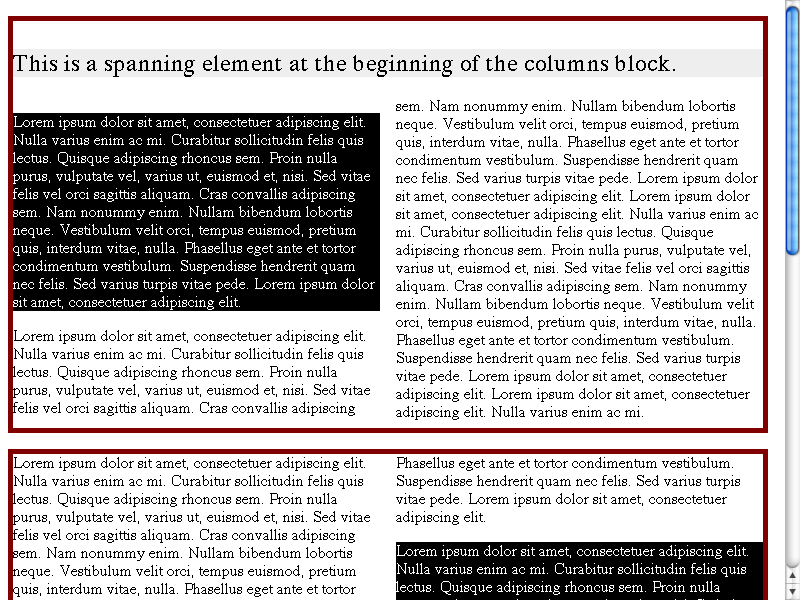 This is a spanning element at the beginning of the columns block.
Lorem ipsum dolor sit amet, consectetuer adipiscing elit.
Nulla varius enim ac mi. Curabitur sollicitudin felis quis
lectus. Quisque adipiscing rhoncus sem. Proin nulla
purus, vulputate vel, varius ut, euismod et, nisi. Sed vitae
felis vel orci sagittis aliquam. Cras convallis adipiscing
sem. Nam nonummy enim. Nullam bibendum lobortis
neque. Vestibulum velit orci, tempus euismod, pretium
quis, interdum vitae, nulla. Phasellus eget ante et tortor
condimentum vestibulum. Suspendisse hendrerit quam
nec felis. Sed varius turpis vitae pede. Lorem ipsum dolor
sit amet, consectetuer adipiscing elit.
Lorem ipsum dolor sit amet, consectetuer adipiscing elit.
Nulla varius enim ac mi. Curabitur sollicitudin felis quis
lectus. Quisque adipiscing rhoncus sem. Proin nulla
purus, vulputate vel, varius ut, euismod et, nisi. Sed vitae
felis vel orci sagittis aliquam. Cras convallis adipiscing
sem. Nam nonummy enim. Nullam bibendum lobortis
neque. Vestibulum velit orci, tempus euismod, pretium
quis, interdum vitae, nulla. Phasellus eget ante et tortor
condimentum vestibulum. Suspendisse hendrerit quam
nec felis. Sed varius turpis vitae pede. Lorem ipsum dolor
sit amet, consectetuer adipiscing elit. Lorem ipsum dolor
sit amet, consectetuer adipiscing elit. Nulla varius enim ac
mi. Curabitur sollicitudin felis quis lectus. Quisque
adipiscing rhoncus sem. Proin nulla purus, vulputate vel,
varius ut, euismod et, nisi. Sed vitae felis vel orci sagittis
aliquam. Cras convallis adipiscing sem. Nam nonummy
enim. Nullam bibendum lobortis neque. Vestibulum velit
orci, tempus euismod, pretium quis, interdum vitae, nulla.
Phasellus eget ante et tortor condimentum vestibulum.
Suspendisse hendrerit quam nec felis. Sed varius turpis
vitae pede. Lorem ipsum dolor sit amet, consectetuer
adipiscing elit. Nulla varius enim ac mi.
Lorem ipsum dolor sit amet, consectetuer adipiscing elit.
Nulla varius enim ac mi. Curabitur sollicitudin felis quis
lectus. Quisque adipiscing rhoncus sem. Proin nulla
purus, vulputate vel, varius ut, euismod et, nisi. Sed vitae
felis vel orci sagittis aliquam. Cras convallis adipiscing
sem. Nam nonummy enim. Nullam bibendum lobortis
neque. Vestibulum velit orci, tempus euismod, pretium
quis, interdum vitae, nulla. Phasellus eget ante et tortor
Phasellus eget ante et tortor condimentum vestibulum.
Suspendisse hendrerit quam nec felis. Sed varius turpis
vitae pede. Lorem ipsum dolor sit amet, consectetuer
adipiscing elit.
Lorem ipsum dolor sit amet, consectetuer adipiscing elit.
Nulla varius enim ac mi. Curabitur sollicitudin felis quis
lectus. Quisque adipiscing rhoncus sem. Proin nulla